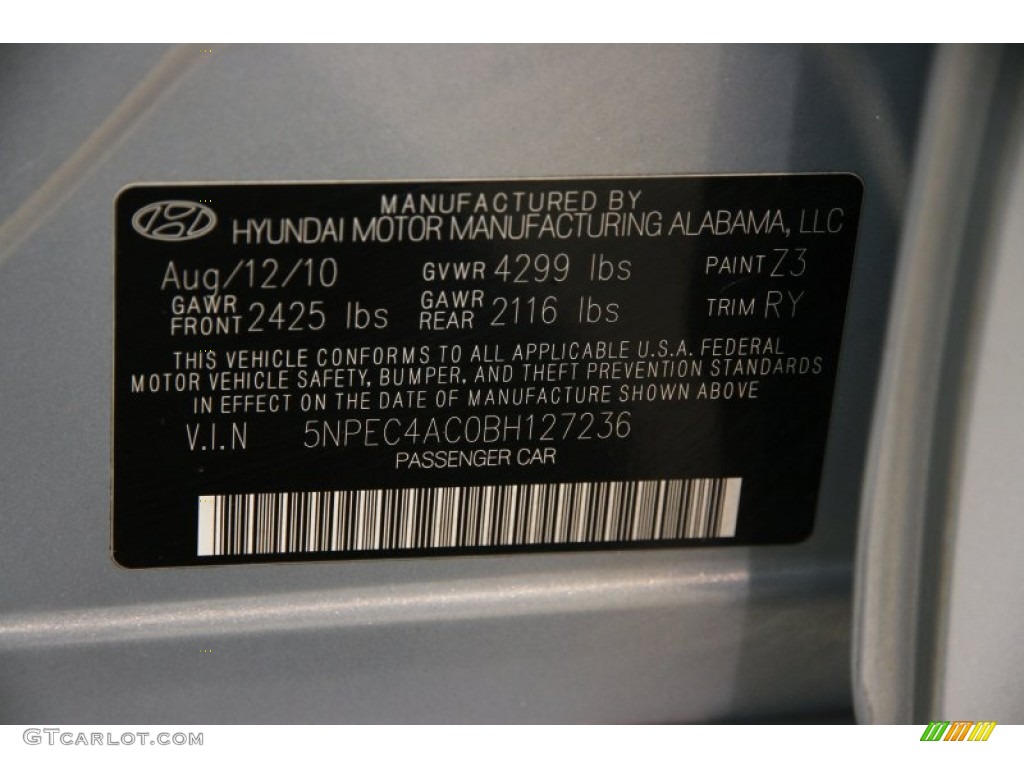 MANUFACTURED BY
HYUNDAI MOTOR MANUFACTURING ALABAMA, LLC
Aug/12/10 GVWR 4299 lbs PAINT Z3
GAWR FRONT 2425 lbs GAWR REAR 2116 lbs TRIM RY
THIS VEHICLE CONFORMS TO ALL APPLICABLE U.S.A. FEDERAL
MOTOR VEHICLE SAFETY, BUMPER, AND THEFT PREVENTION STANDARDS
IN EFFECT ON THE DATE OF MANUFACTURE SHOWN ABOVE
V.I.N 5NPEC4AC0BH127236
PASSENGER CAR
GTCARLOT.COM